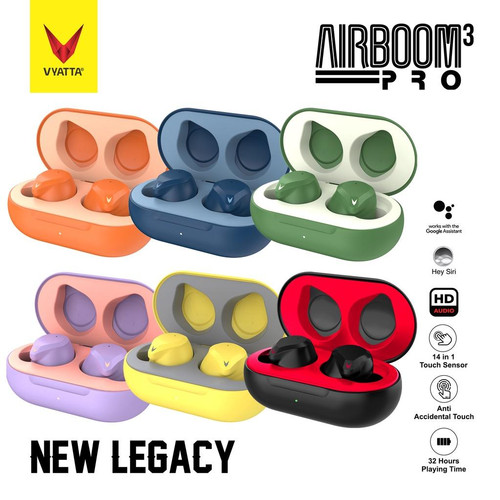 VYATTA®
AIRBOOM³
PRO
works with the
Google Assistant
Hey Siri
HD
AUDIO
14 in 1
Touch Sensor
Anti
Accidental Touch
32 Hours
Playing Time
NEW LEGACY